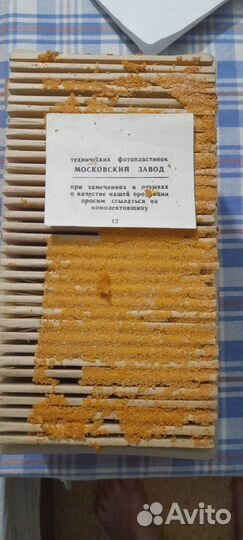 технических фотопластинок
МОСКОВСКИЙ ЗАВОД
при замечаниях и отзывах
о качестве нашей продукции
просим ссылаться на
комплектовщицу
12
Avito